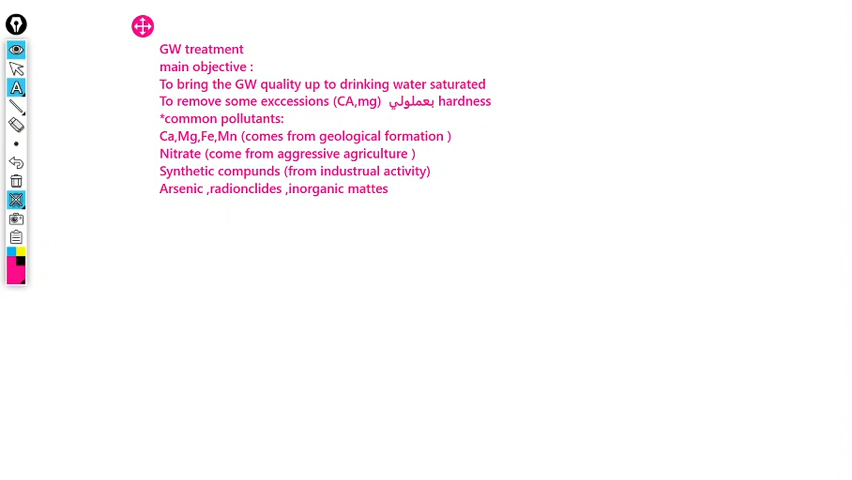 GW treatment
main objective :
To bring the GW quality up to drinking water saturated
To remove some exccessions (CA,mg) بعملولي hardness
*common pollutants:
Ca,Mg,Fe,Mn (comes from geological formation )
Nitrate (come from aggressive agriculture )
Synthetic compunds (from industrual activity)
Arsenic ,radionclides ,inorganic mattes